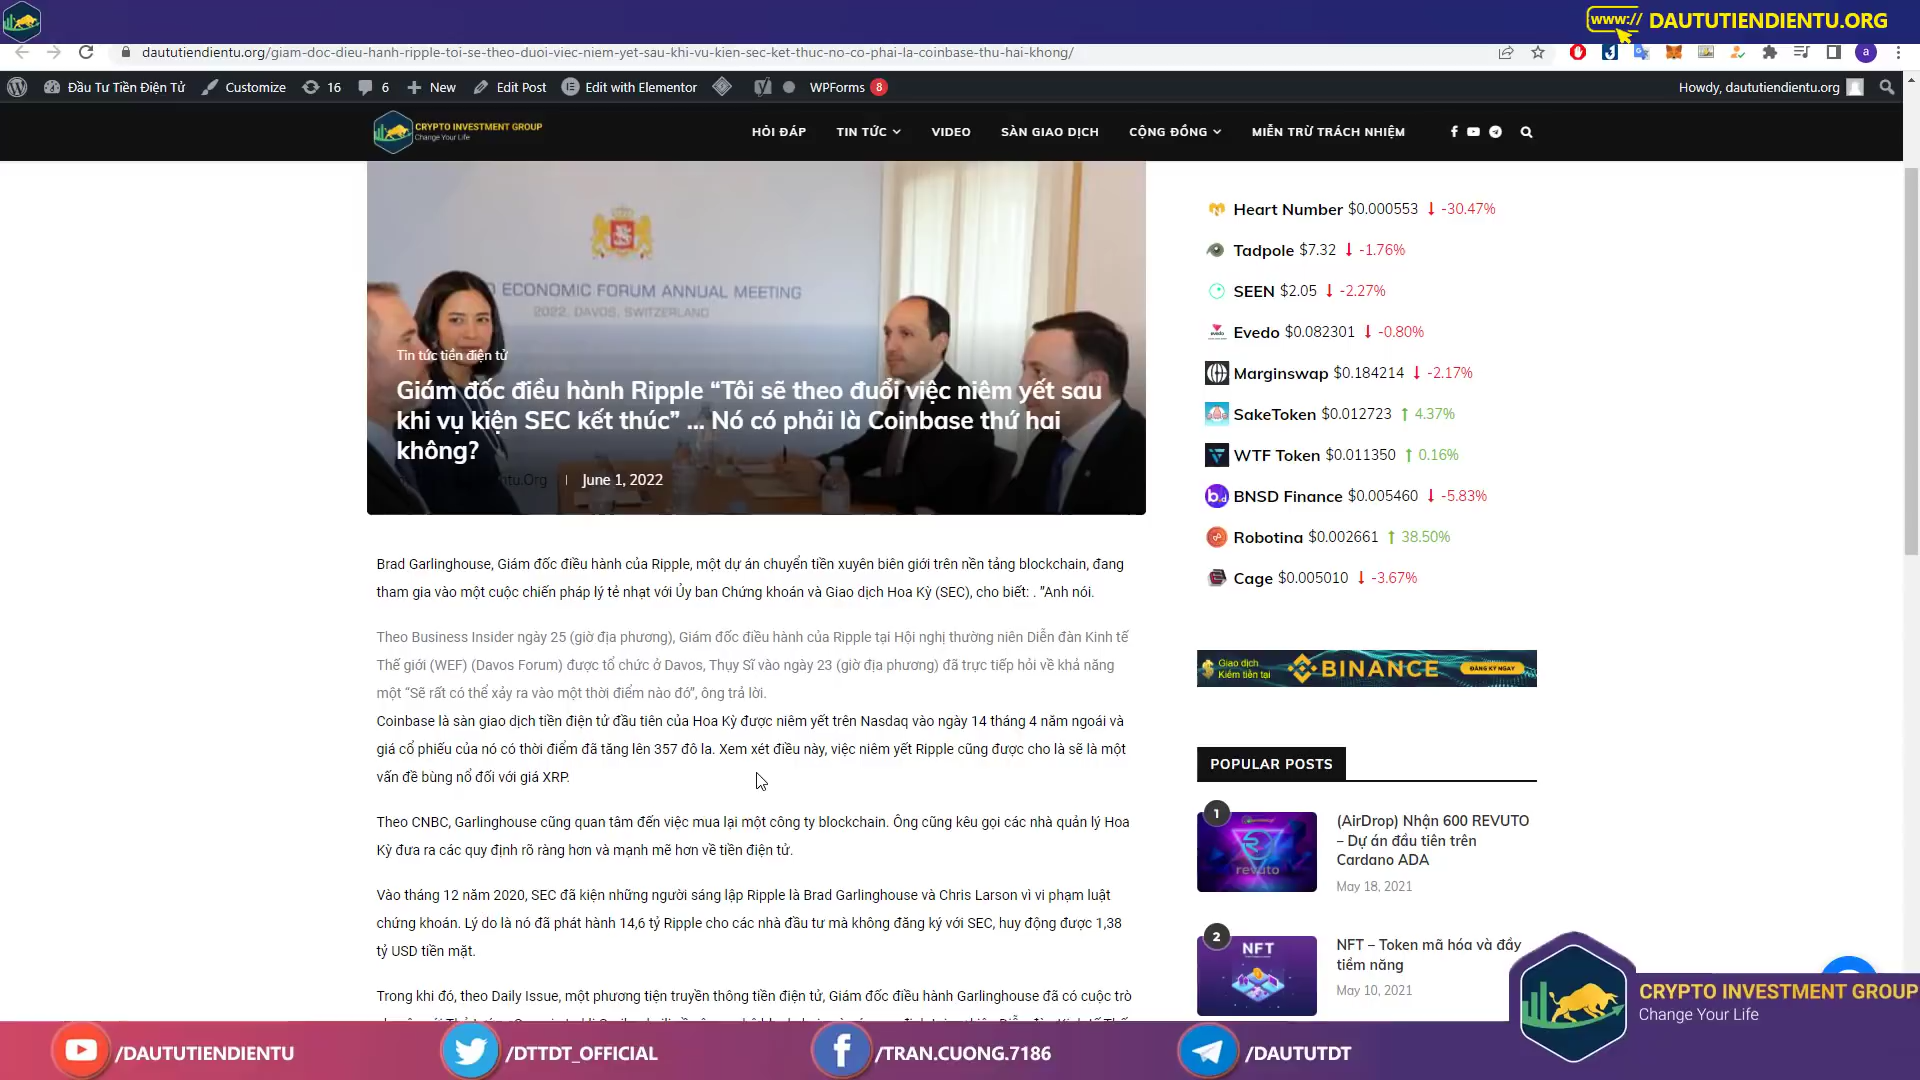 www:// DAUTUTIENDIENTU.ORG
daututiendientu.org/giam-doc-dieu-hanh-ripple-toi-se-theo-duoi-viec-niem-yet-sau-khi-vu-kien-sec-ket-thuc-no-co-phai-la-coinbase-thu-hai-khong/
a
Đầu Tư Tiền Điện Tử Customize 16 6 New Edit Post Edit with Elementor WPForms 8 Howdy, daututiendientu.org
CRYPTO INVESTMENT GROUP
Change Your Life
HỎI ĐÁP TIN TỨC VIDEO SÀN GIAO DỊCH CỘNG ĐỒNG MIỄN TRỪ TRÁCH NHIỆM
ECONOMIC FORUM ANNUAL MEETING
2022, DAVOS, SWITZERLAND
Tin tức tiền điện tử
Giám đốc điều hành Ripple “Tôi sẽ theo đuổi việc niêm yết sau
khi vụ kiện SEC kết thúc” … Nó có phải là Coinbase thứ hai
không?
tu.Org | June 1, 2022
Brad Garlinghouse, Giám đốc điều hành của Ripple, một dự án chuyển tiền xuyên biên giới trên nền tảng blockchain, đang
tham gia vào một cuộc chiến pháp lý tẻ nhạt với Ủy ban Chứng khoán và Giao dịch Hoa Kỳ (SEC), cho biết: . ”Anh nói.
Theo Business Insider ngày 25 (giờ địa phương), Giám đốc điều hành của Ripple tại Hội nghị thường niên Diễn đàn Kinh tế
Thế giới (WEF) (Davos Forum) được tổ chức ở Davos, Thụy Sĩ vào ngày 23 (giờ địa phương) đã trực tiếp hỏi về khả năng
một “Sẽ rất có thể xảy ra vào một thời điểm nào đó”, ông trả lời.
Coinbase là sàn giao dịch tiền điện tử đầu tiên của Hoa Kỳ được niêm yết trên Nasdaq vào ngày 14 tháng 4 năm ngoái và
giá cổ phiếu của nó có thời điểm đã tăng lên 357 đô la. Xem xét điều này, việc niêm yết Ripple cũng được cho là sẽ là một
vấn đề bùng nổ đối với giá XRP.
Theo CNBC, Garlinghouse cũng quan tâm đến việc mua lại một công ty blockchain. Ông cũng kêu gọi các nhà quản lý Hoa
Kỳ đưa ra các quy định rõ ràng hơn và mạnh mẽ hơn về tiền điện tử.
Vào tháng 12 năm 2020, SEC đã kiện những người sáng lập Ripple là Brad Garlinghouse và Chris Larson vì vi phạm luật
chứng khoán. Lý do là nó đã phát hành 14,6 tỷ Ripple cho các nhà đầu tư mà không đăng ký với SEC, huy động được 1,38
tỷ USD tiền mặt.
Trong khi đó, theo Daily Issue, một phương tiện truyền thông tiền điện tử, Giám đốc điều hành Garlinghouse đã có cuộc trò
Heart Number $0.000553 -30.47%
Tadpole $7.32 -1.76%
SEEN $2.05 -2.27%
Evedo $0.082301 -0.80%
Marginswap $0.184214 -2.17%
SakeToken $0.012723 4.37%
WTF Token $0.011350 0.16%
BNSD Finance $0.005460 -5.83%
Robotina $0.002661 38.50%
Cage $0.005010 -3.67%
Giao dịch
Kiếm tiền tại
BINANCE
ĐĂNG KÝ NGAY
POPULAR POSTS
1
revuto
(AirDrop) Nhận 600 REVUTO
– Dự án đầu tiên trên
Cardano ADA
May 18, 2021
2
NFT
NFT – Token mã hóa và đầy
tiềm năng
May 10, 2021
CRYPTO INVESTMENT GROUP
Change Your Life
/DAUTUTIENDIENTU
/DTTDT_OFFICIAL
/TRAN.CUONG.7186
/DAUTUTDT